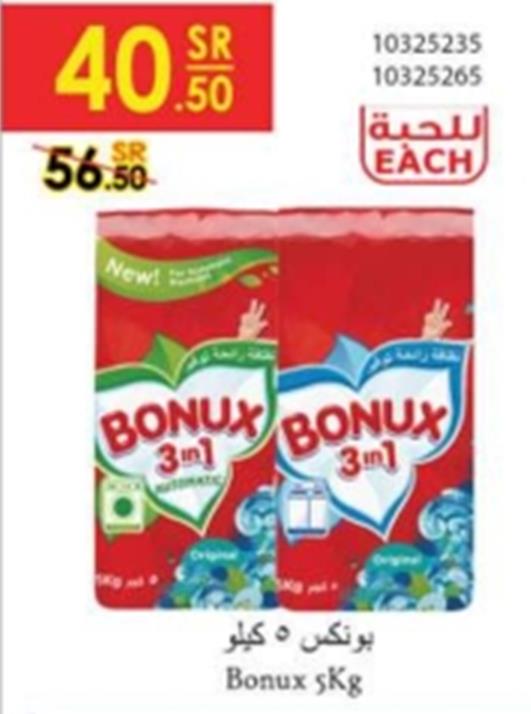 40.50 SR
56.50 SR
10325235
10325265
للحبة
EACH
New!
BONUX
3in1
AUTOMATIC
Original
BONUX
3in1
Original
بونكس ٥ كيلو
Bonux 5Kg